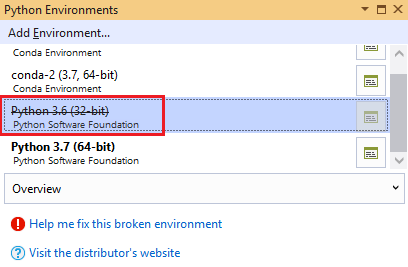 Python Environments
Add Environment...
Conda Environment
conda-2 (3.7, 64-bit)
Conda Environment
Python 3.6 (32-bit)
Python Software Foundation
Python 3.7 (64-bit)
Python Software Foundation
Overview
Help me fix this broken environment
Visit the distributor's website